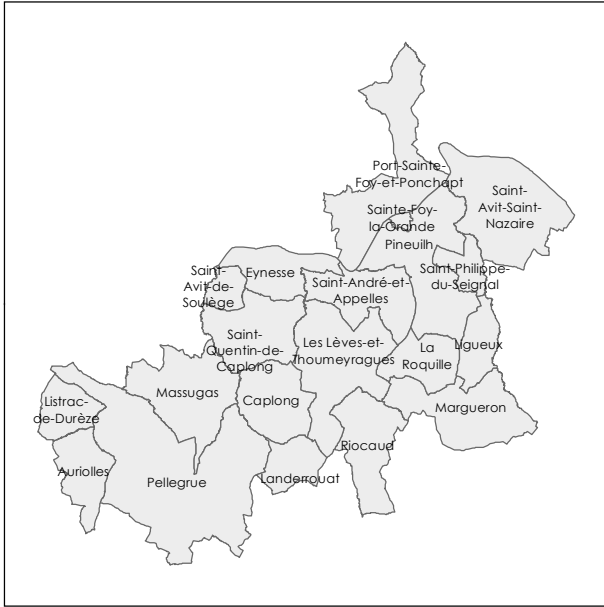 Port-Sainte-
Foy-et-Ponchapt
Saint-
Avit-Saint-
Nazaire
Sainte-Foy-
la-Grande
Pineuilh
Saint-
Avit-de-
Soulège
Eynesse
Saint-André-et-
Appelles
Saint-Philippe-
du-Seignal
Saint-
Quentin-de-
Caplong
Les Lèves-et-
Thoumeyragues
La
Roquille
Ligueux
Massugas
Caplong
Margueron
Listrac-
de-Durèze
Riocaud
Auriolles
Pellegrue
Landerrouat